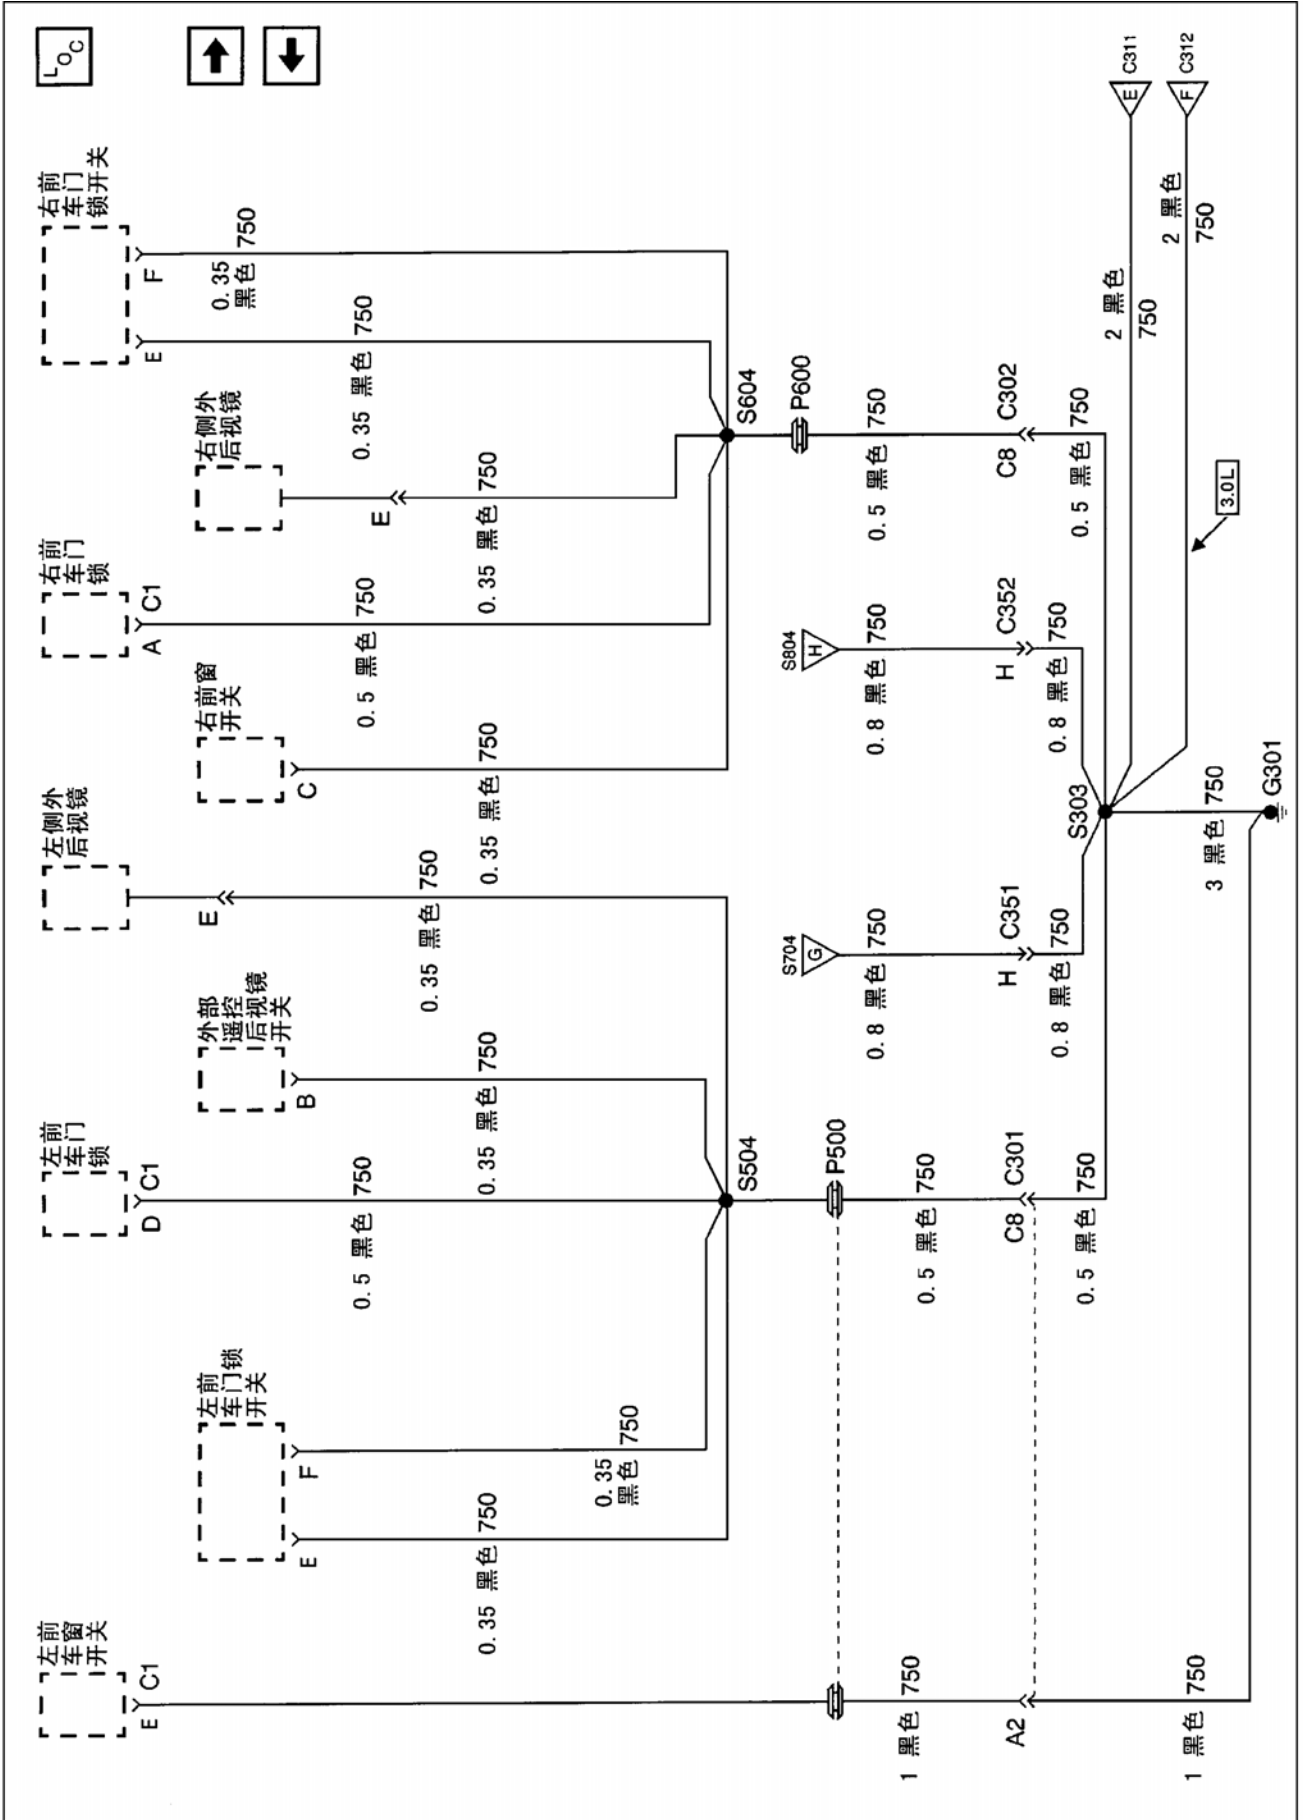 LOC
左前
车窗
开关
E
C1
左前
车门锁
开关
E
F
左前
车门
锁
D
C1
外部
遥控
后视镜
开关
B
左侧外
后视镜
E
右前窗
开关
C
右前
车门
锁
A
C1
右侧外
后视镜
E
右前
车门
锁开关
E
F
0.35 黑色
750
0.35
黑色
750
0.5 黑色
750
0.35 黑色
750
0.35 黑色
750
0.35 黑色
750
0.5 黑色
750
0.35 黑色
750
0.35 黑色
750
0.35
黑色
750
S504
S604
P500
P600
1 黑色
750
0.5 黑色
750
S704
G
0.8 黑色
750
S804
H
0.8 黑色
750
0.5 黑色
750
A2
C8
C301
H
C351
H
C352
C8
C302
0.5 黑色
750
0.8 黑色
750
0.8 黑色
750
0.5 黑色
750
S303
2 黑色
750
E
C311
2 黑色
750
F
C312
3.0L
1 黑色
750
3 黑色
750
G301